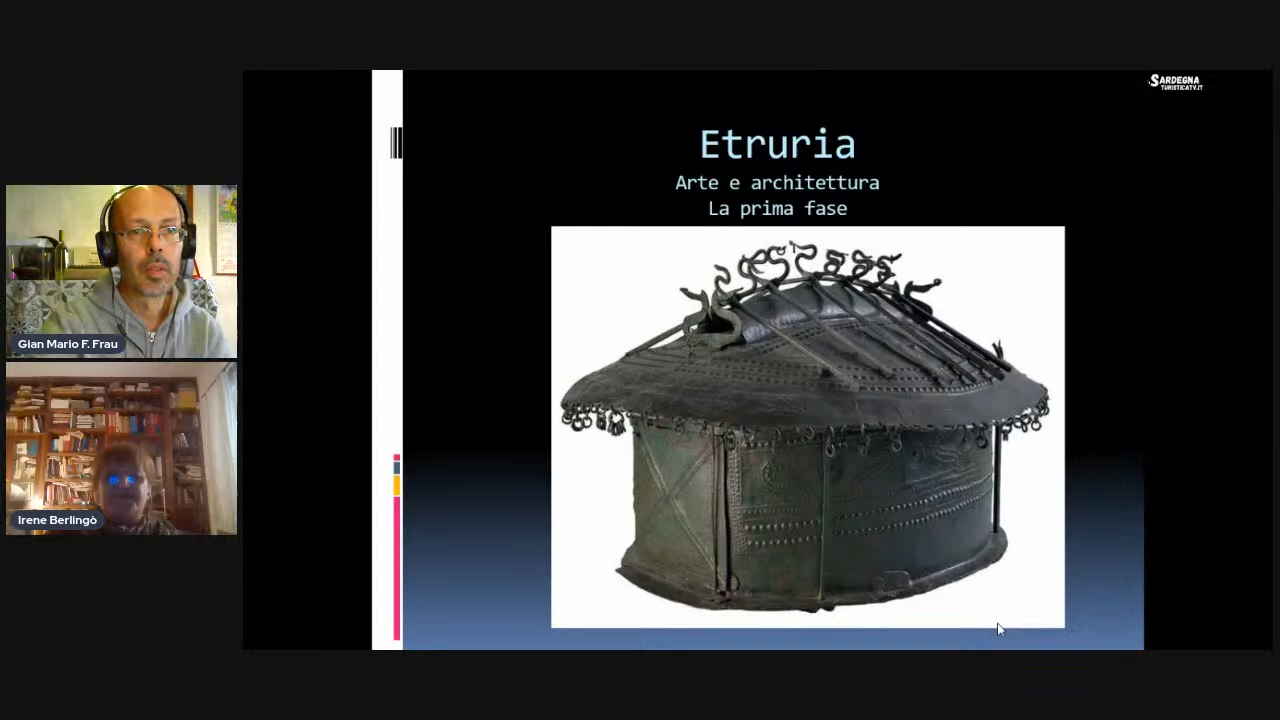 SARDEGNA
TURISTICATV.IT
Etruria
Arte e architettura
La prima fase
Gian Mario F. Frau
Irene Berlingò